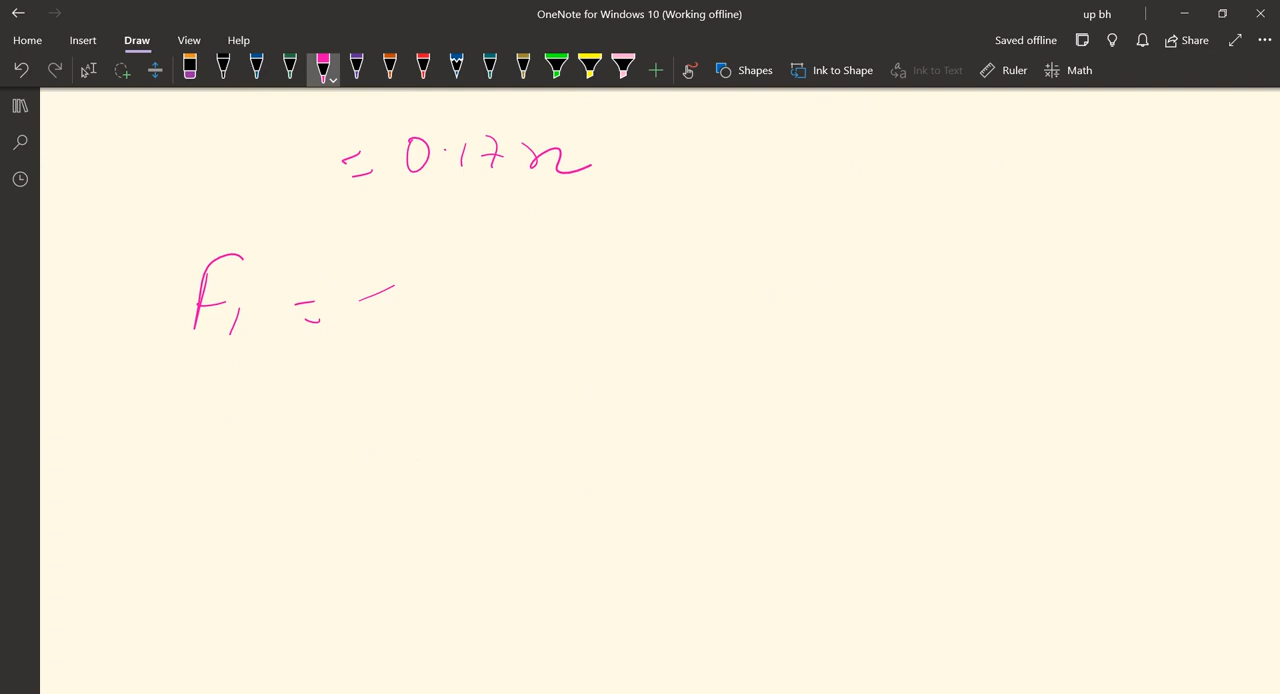 OneNote for Windows 10 (Working offline)
up bh
Home Insert Draw View Help
Saved offline
Share
Shapes Ink to Shape Ink to Text Ruler Math
= 0.17 n
F1 = -